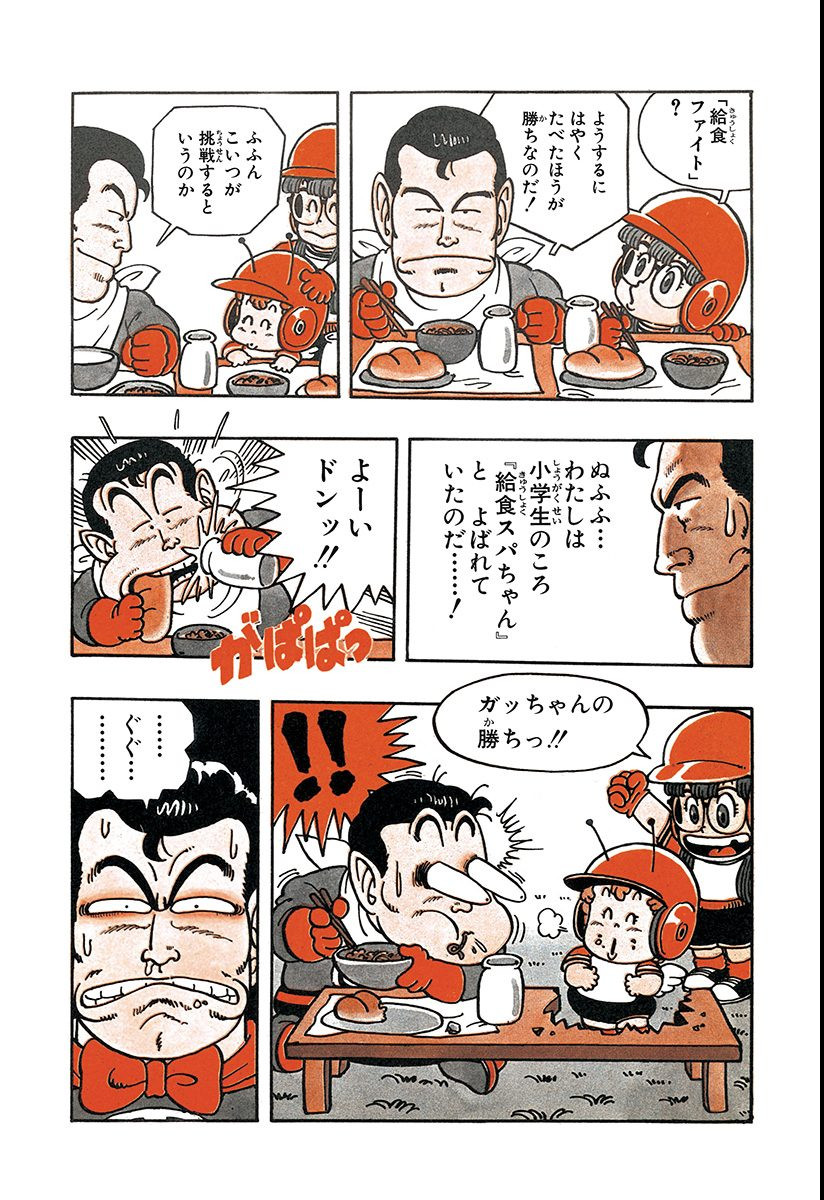 「給食
ファイト」
?
ようするに
はやく
たべたほうが
勝ちなのだ!
ふふん
こいつが
挑戦すると
いうのか
ぬふふ…
わたしは
小学生のころ
『給食スパちゃん』
と よばれて
いたのだ……!
よーい
ドンッ!!
がぱぱっ
ガッちゃんの
勝ちっ!!
!!
………
ぐぐ…
………